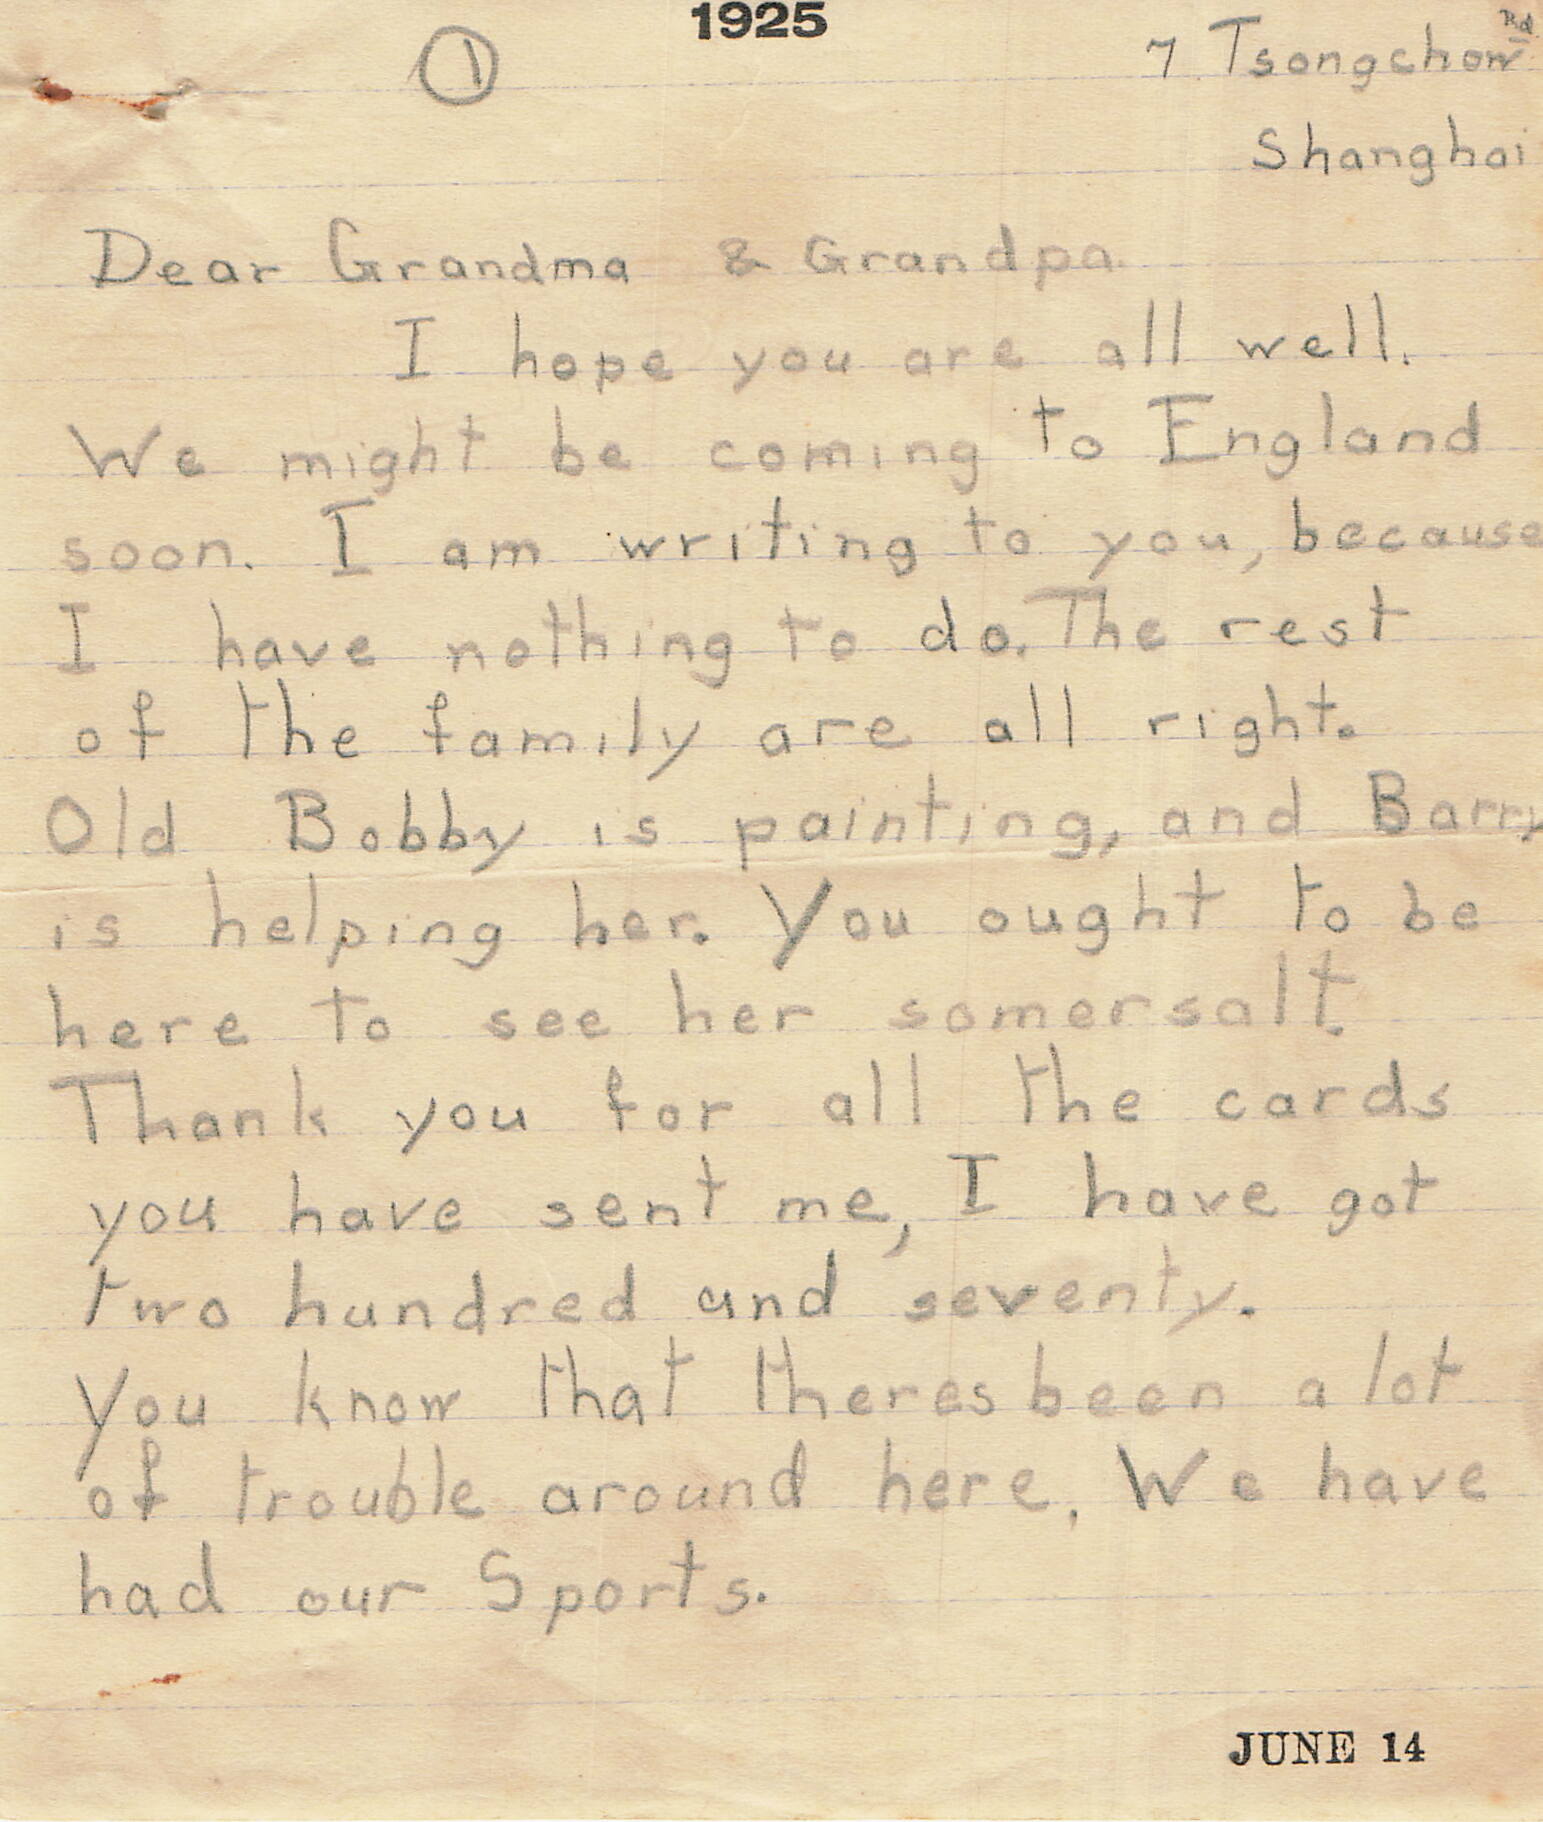 1925
① 7 Tsongchow Rd
Shanghai
Dear Grandma & Grandpa.
I hope you are all well.
We might be coming to England
soon. I am writing to you, because
I have nothing to do. The rest
of the family are all right.
Old Bobby is painting, and Barry
is helping her. You ought to be
here to see her somersalt.
Thank you for all the cards
you have sent me, I have got
two hundred and seventy.
You know that theres been a lot
of trouble around here. We have
had our Sports.
JUNE 14